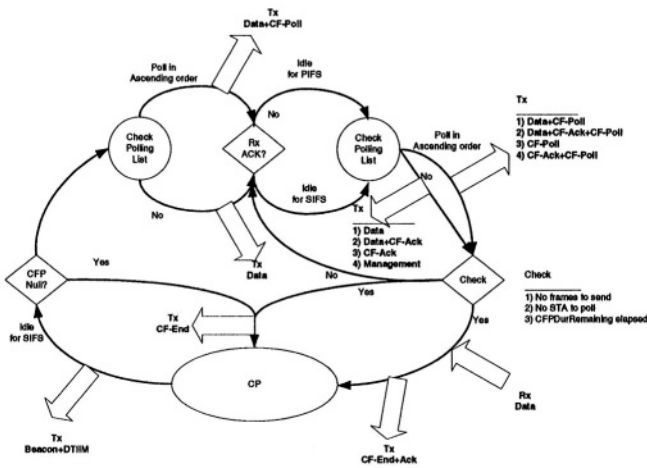 Tx
Data+CF-Poll
Poll in
Ascending order
Idle
for PIFS
No
Check
Polling
List
Rx
ACK?
Check
Polling
List
Poll in
Ascending order
Tx
1) Data+CF-Poll
2) Data+CF-Ack+CF-Poll
3) CF-Poll
4) CF-Ack+CF-Poll
No
No
Idle
for SIFS
Tx
Data
Tx
1) Data
2) Data+CF-Ack
3) CF-Ack
4) Management
CFP
Null?
Yes
No
Yes
Check
Check
1) No frames to send
2) No STA to poll
3) CFPDurRemaining elapsed
Idle
for SIFS
Tx
CF-End
Yes
CP
Rx
Data
Tx
Beacon+DTIIM
Tx
CF-End+Ack